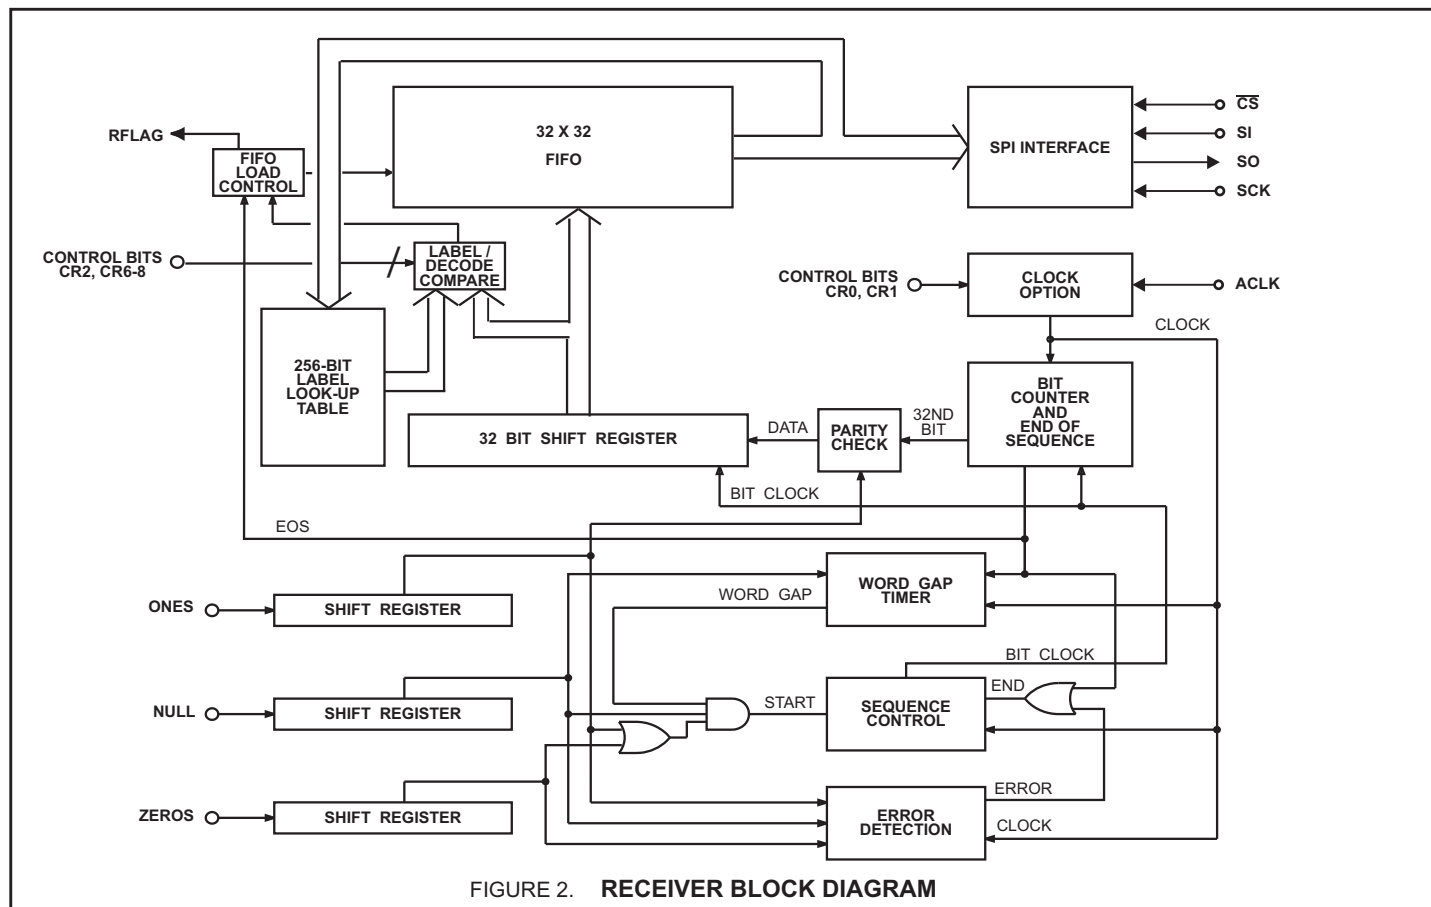 32 X 32
FIFO
SPI INTERFACE
CS
SI
SO
SCK
RFLAG
FIFO
LOAD
CONTROL
CONTROL BITS
CR2, CR6-8
LABEL /
DECODE
COMPARE
CONTROL BITS
CR0, CR1
CLOCK
OPTION
ACLK
CLOCK
256-BIT
LABEL
LOOK-UP
TABLE
BIT
COUNTER
AND
END OF
SEQUENCE
32 BIT SHIFT REGISTER
DATA
PARITY
CHECK
32ND
BIT
BIT CLOCK
EOS
ONES
SHIFT REGISTER
WORD GAP
WORD GAP
TIMER
BIT CLOCK
NULL
SHIFT REGISTER
START
SEQUENCE
CONTROL
END
ZEROS
SHIFT REGISTER
ERROR
DETECTION
ERROR
CLOCK
FIGURE 2. RECEIVER BLOCK DIAGRAM